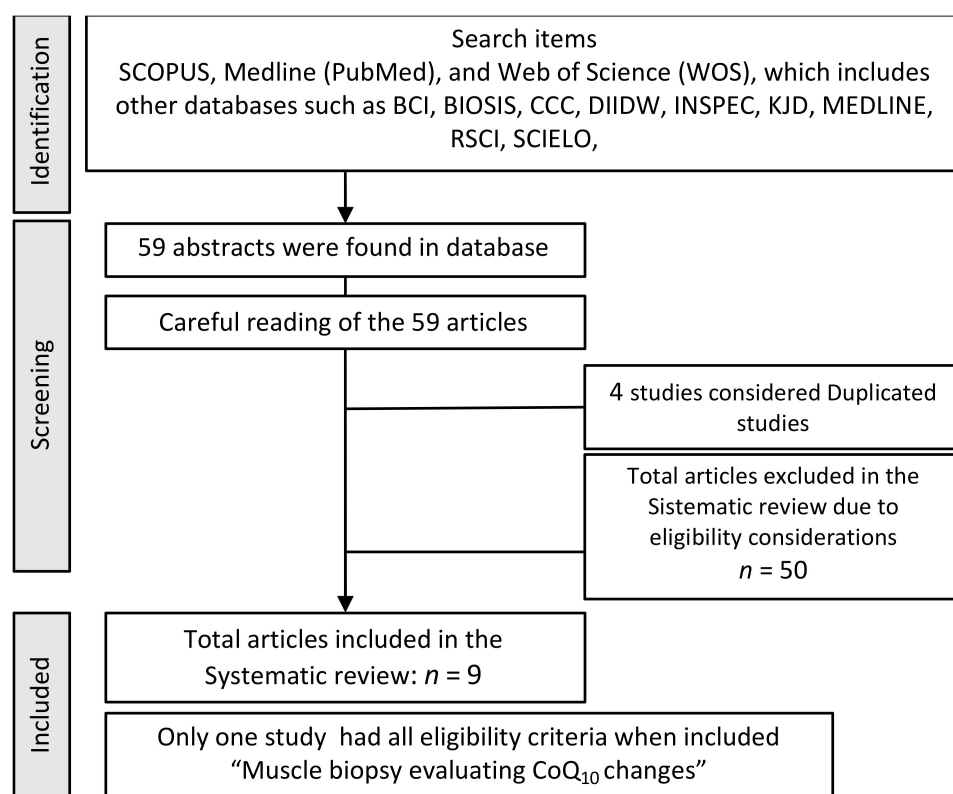 Identification
Search items
SCOPUS, Medline (PubMed), and Web of Science (WOS), which includes
other databases such as BCI, BIOSIS, CCC, DIIDW, INSPEC, KJD, MEDLINE,
RSCI, SCIELO,
Screening
59 abstracts were found in database
Careful reading of the 59 articles
4 studies considered Duplicated
studies
Total articles excluded in the
Sistematic review due to
eligibility considerations
n = 50
Included
Total articles included in the
Systematic review: n = 9
Only one study had all eligibility criteria when included
“Muscle biopsy evaluating CoQ₁₀ changes”